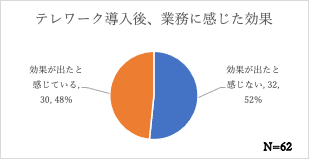 テレワーク導入後、業務に感じた効果
効果が出たと
感じている,
30, 48%
効果が出たと
感じない, 32,
52%
N=62